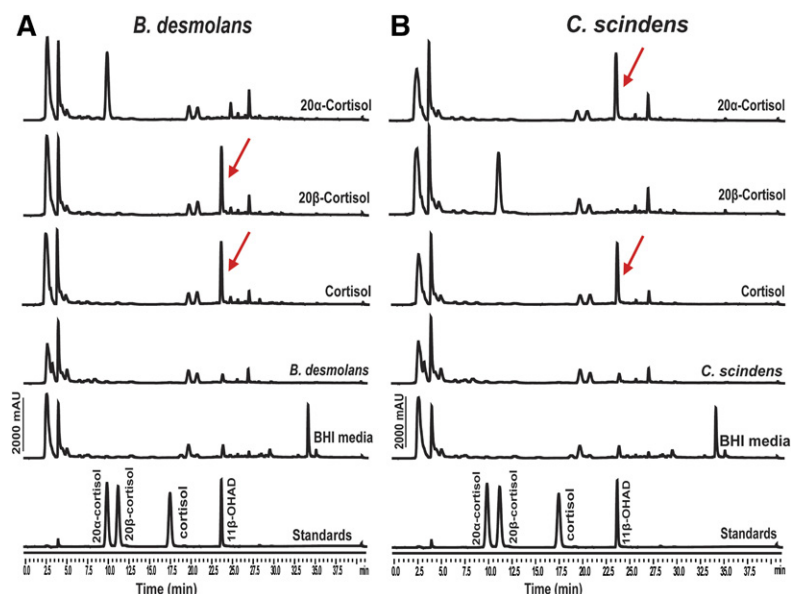 A
B. desmolans
20α-Cortisol
20β-Cortisol
Cortisol
B. desmolans
2000 mAU
BHI media
20α-cortisol
20β-cortisol
cortisol
11β-OHAD
Standards
0.0 2.5 5.0 7.5 10.0 12.5 15.0 17.5 20.0 22.5 25.0 27.5 30.0 32.5 35.0 37.5 min
Time (min)
B
C. scindens
20α-Cortisol
20β-Cortisol
Cortisol
C. scindens
2000 mAU
BHI media
20α-cortisol
20β-cortisol
cortisol
11β-OHAD
Standards
0.0 2.5 5.0 7.5 10.0 12.5 15.0 17.5 20.0 22.5 25.0 27.5 30.0 32.5 35.0 37.5 min
Time (min)